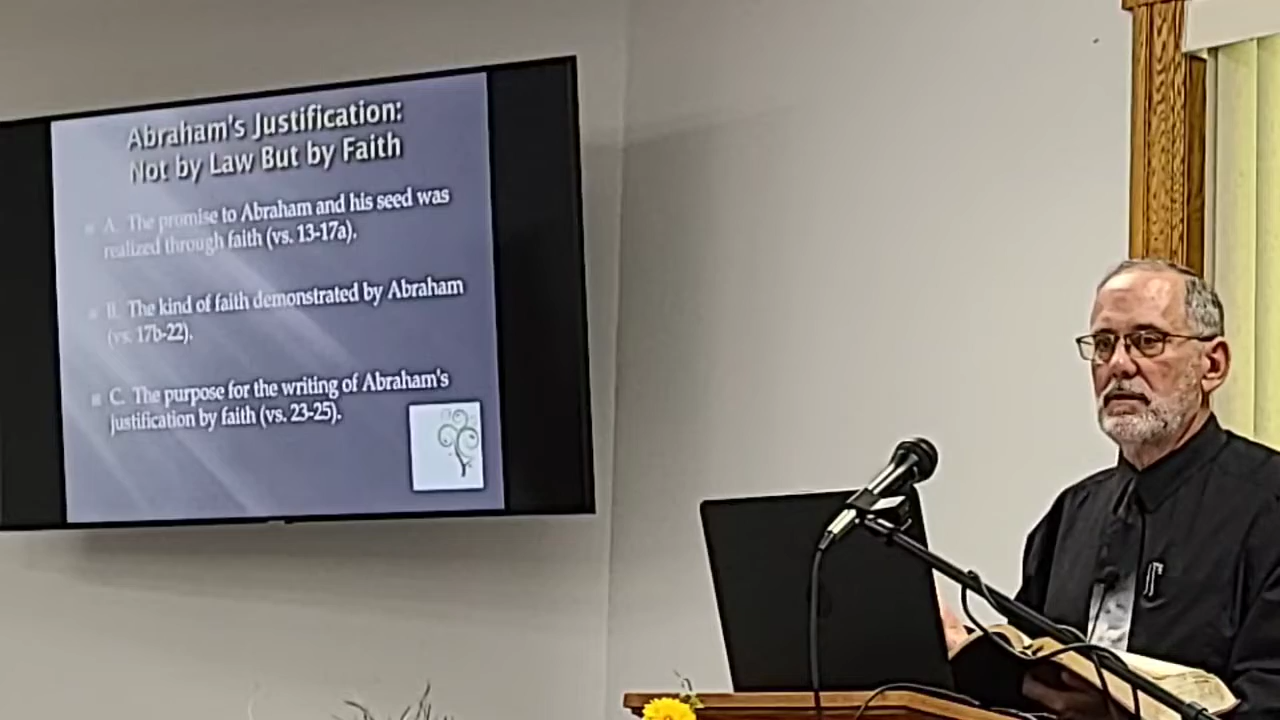 Abraham's Justification:
Not by Law But by Faith
A. The promise to Abraham and his seed was
realized through faith (vs. 13-17a).
B. The kind of faith demonstrated by Abraham
(vs. 17b-22).
C. The purpose for the writing of Abraham's
justification by faith (vs. 23-25).